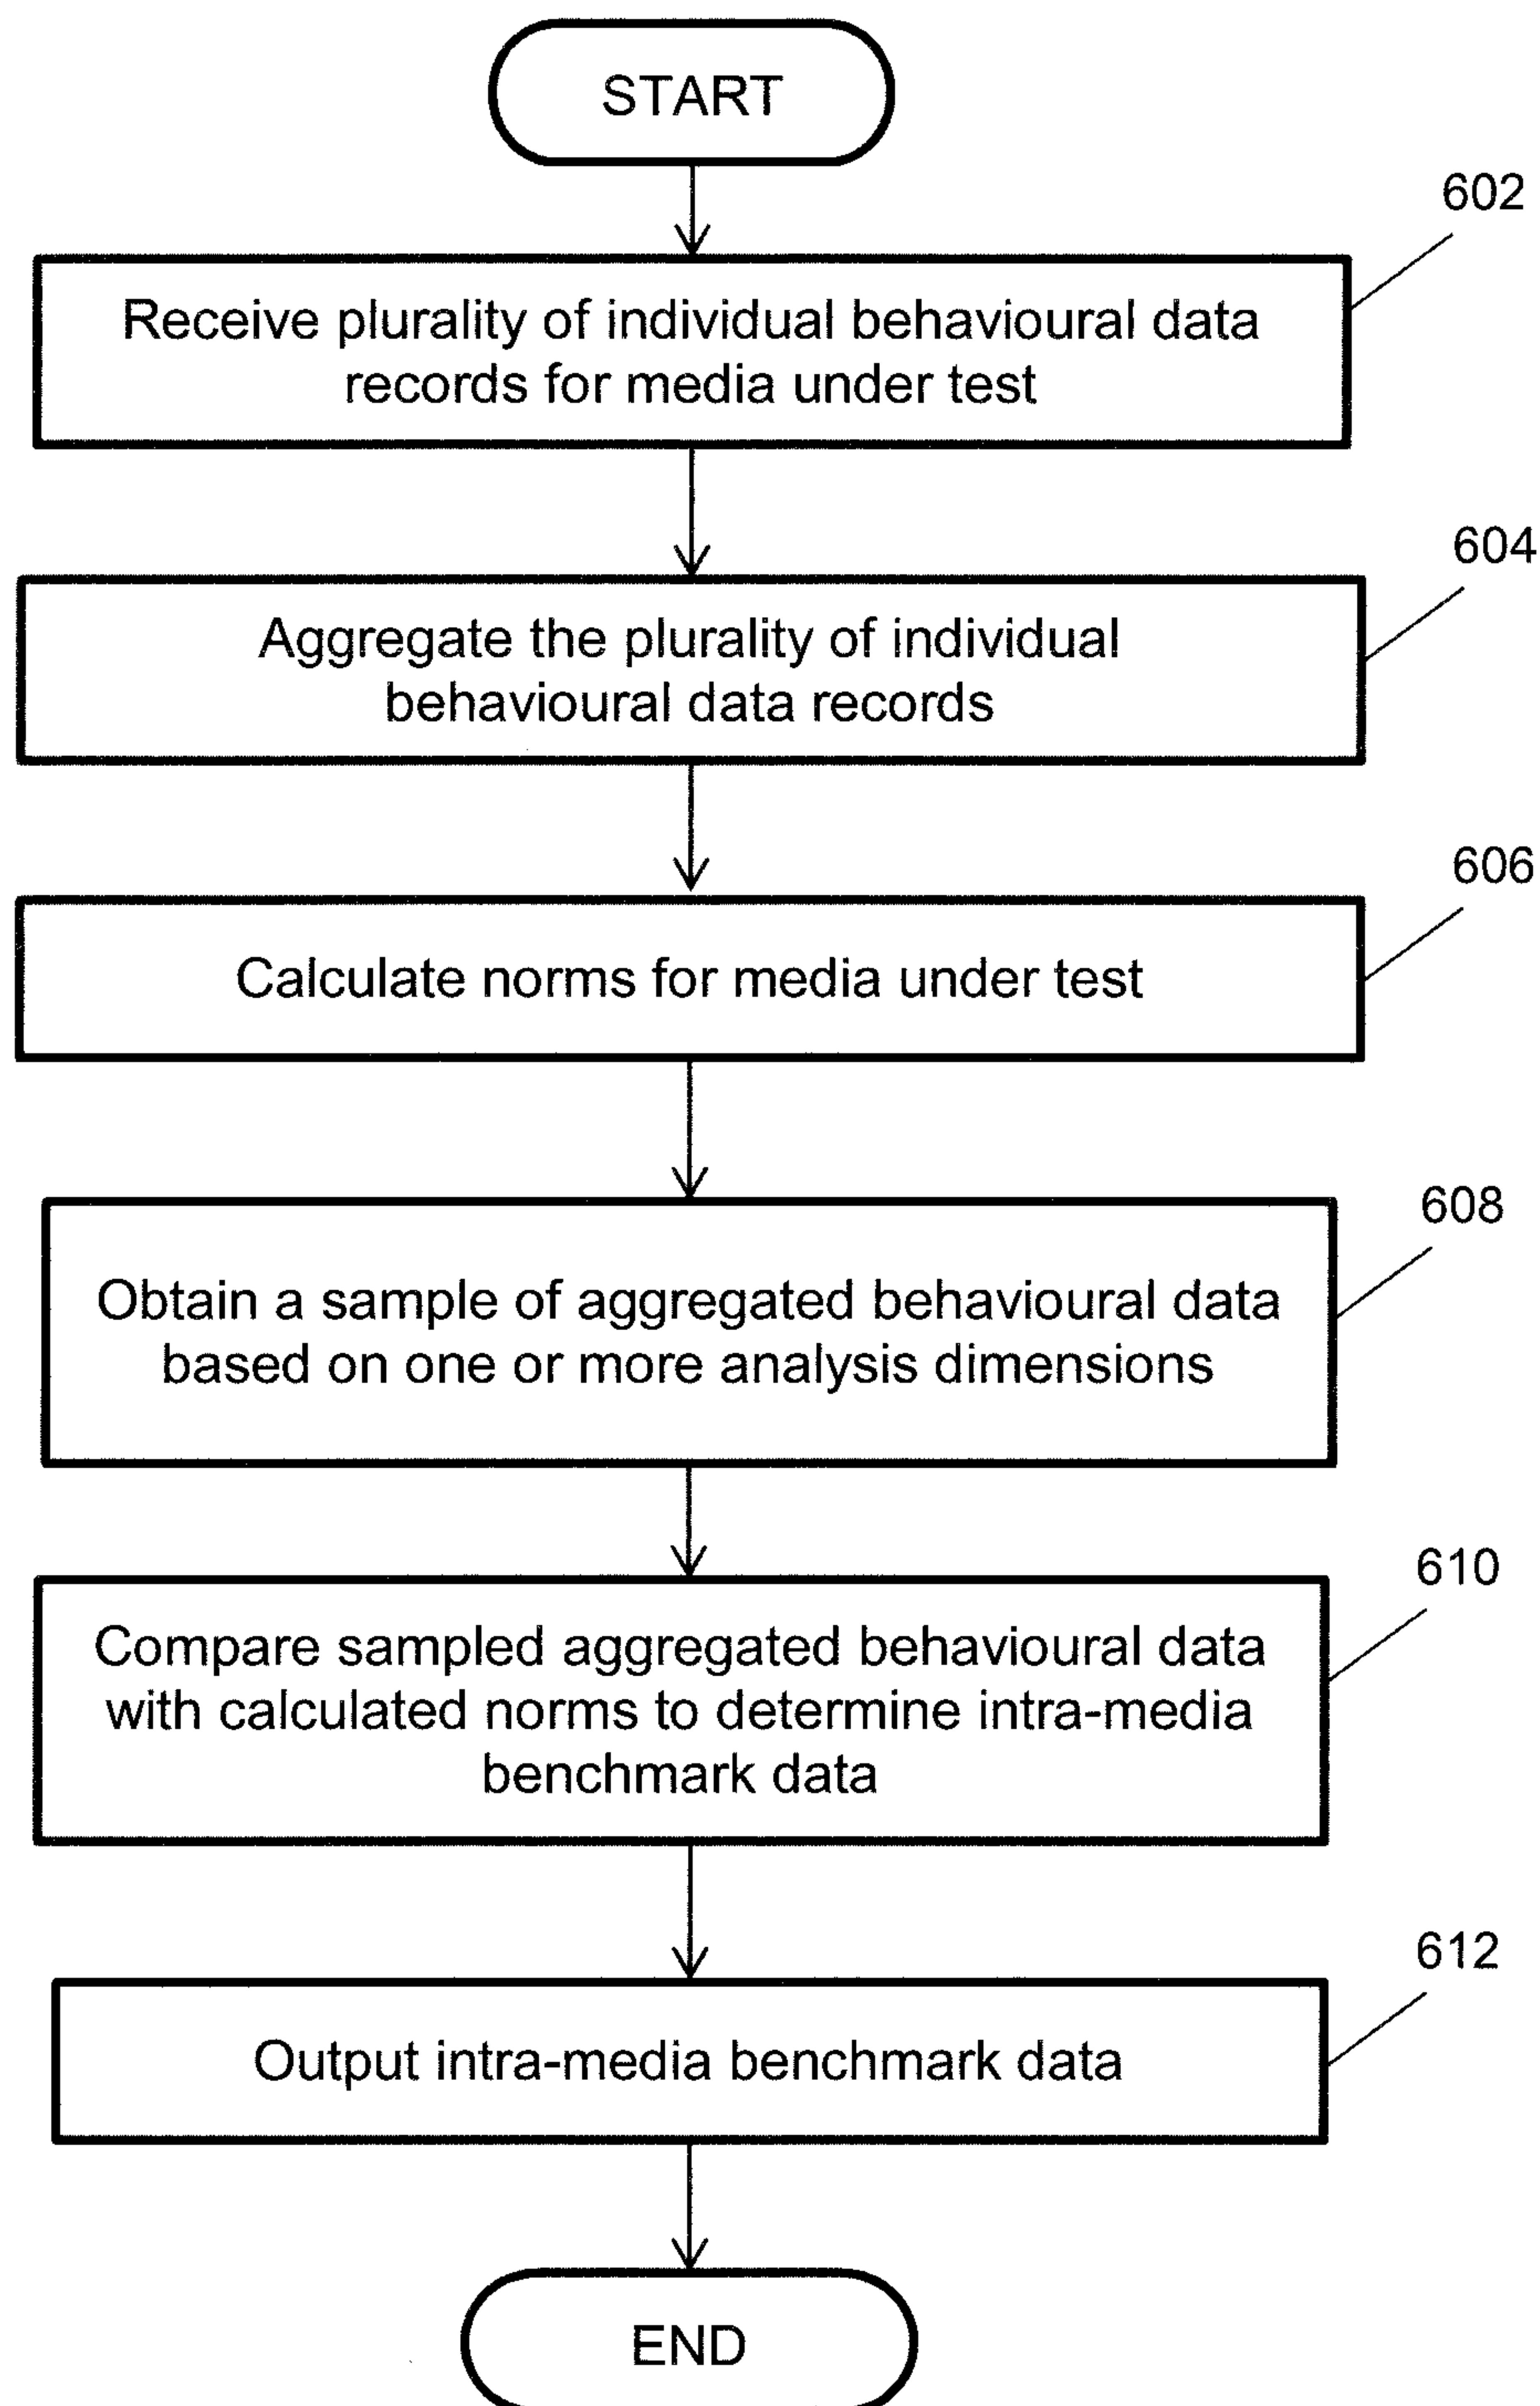 START
602
Receive plurality of individual behavioural data
records for media under test
604
Aggregate the plurality of individual
behavioural data records
606
Calculate norms for media under test
608
Obtain a sample of aggregated behavioural data
based on one or more analysis dimensions
610
Compare sampled aggregated behavioural data
with calculated norms to determine intra-media
benchmark data
612
Output intra-media benchmark data
END